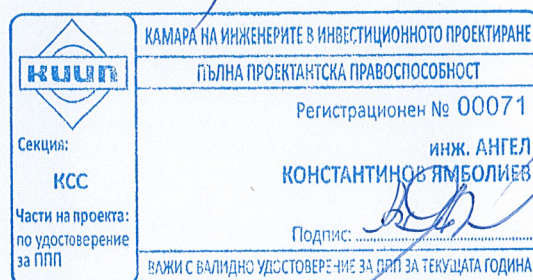 КАМАРА НА ИНЖЕНЕРИТЕ В ИНВЕСТИЦИОННОТО ПРОЕКТИРАНЕ
КИИП
ПЪЛНА ПРОЕКТАНТСКА ПРАВОСПОСОБНОСТ
Регистрационен № 00071
Секция:
КСС
инж. АНГЕЛ
КОНСТАНТИНОВ ЯМБОЛИЕВ
Части на проекта:
по удостоверение
за ППП
Подпис:
ВАЖИ С ВАЛИДНО УДОСТОВЕРЕНИЕ ЗА ППП ЗА ТЕКУЩАТА ГОДИНА